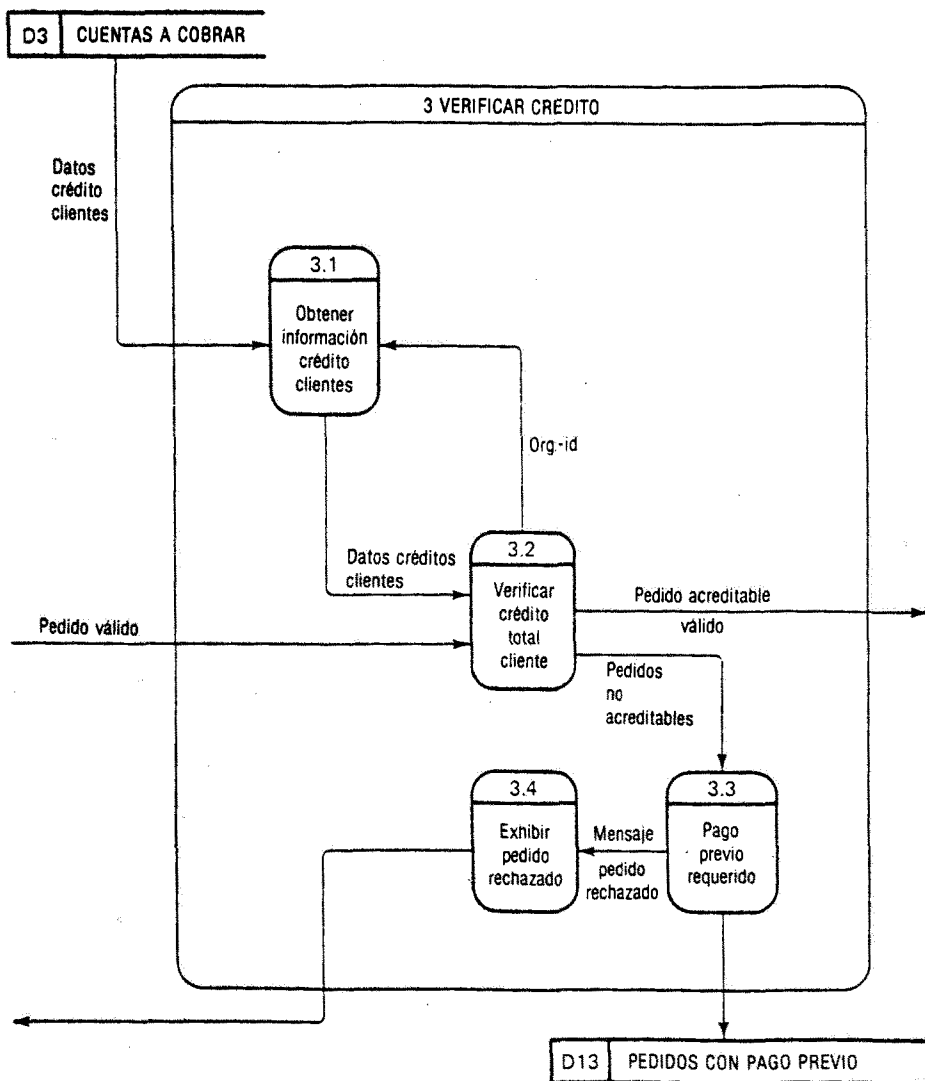 D3 CUENTAS A COBRAR
3 VERIFICAR CREDITO
Datos
crédito
clientes
3.1
Obtener
información
crédito
clientes
Org.-id
3.2
Datos créditos
clientes
Verificar
crédito
total
cliente
Pedido acreditable
válido
Pedido válido
Pedidos
no
acreditables
3.4
Exhibir
pedido
rechazado
Mensaje
pedido
rechazado
3.3
Pago
previo
requerido
D13 PEDIDOS CON PAGO PREVIO